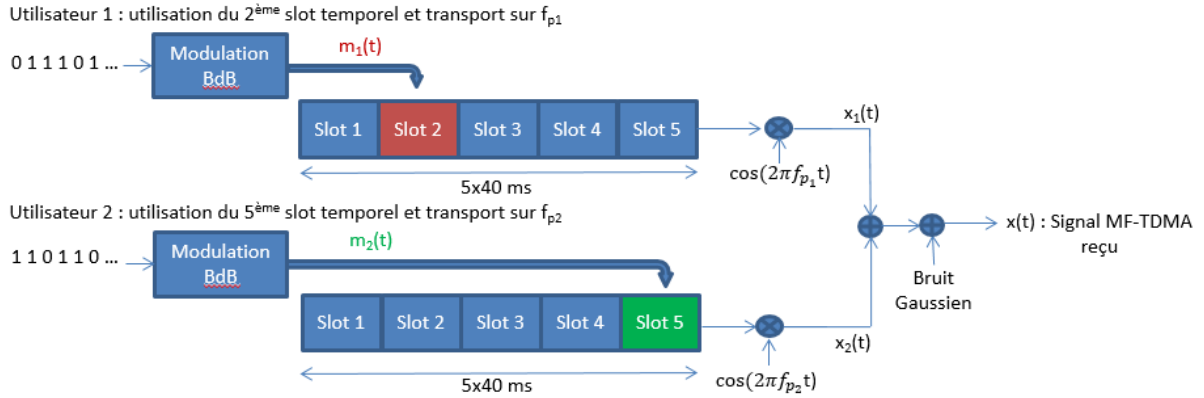 Utilisateur 1 : utilisation du 2ème slot temporel et transport sur fp1
0 1 1 1 0 1 ...
Modulation
BdB
m1(t)
Slot 1 Slot 2 Slot 3 Slot 4 Slot 5
x1(t)
cos(2πfp1t)
5x40 ms
Utilisateur 2 : utilisation du 5ème slot temporel et transport sur fp2
x(t) : Signal MF-TDMA
reçu
1 1 0 1 1 0 ...
Modulation
BdB
m2(t)
Bruit
Gaussien
Slot 1 Slot 2 Slot 3 Slot 4 Slot 5
x2(t)
cos(2πfp2t)
5x40 ms